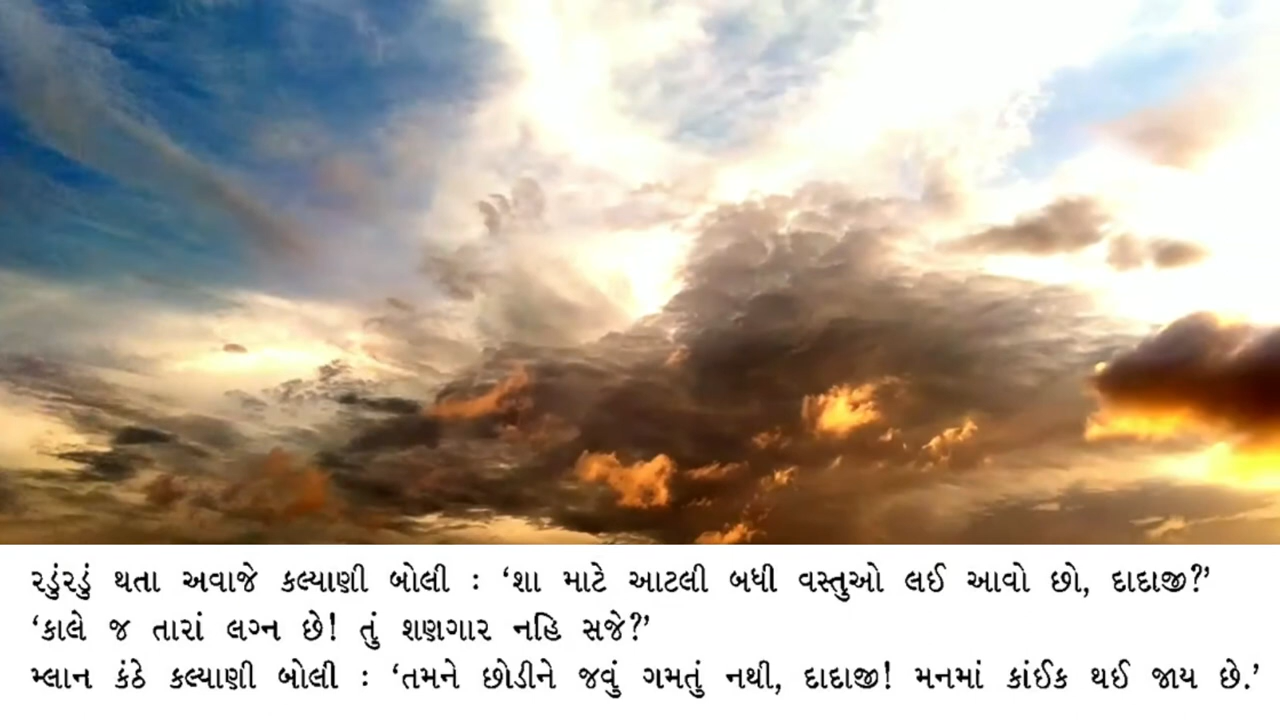 રડુંરડું થતા અવાજે કલ્યાણી બોલી : ‘શા માટે આટલી બધી વસ્તુઓ લઈ આવો છો, દાદાજી?’
‘કાલે જ તારાં લગ્ન છે! તું શણગાર નહિ સજે?’
મ્લાન કંઠે કલ્યાણી બોલી : ‘તમને છોડીને જવું ગમતું નથી, દાદાજી! મનમાં કાંઈક થઈ જાય છે.’